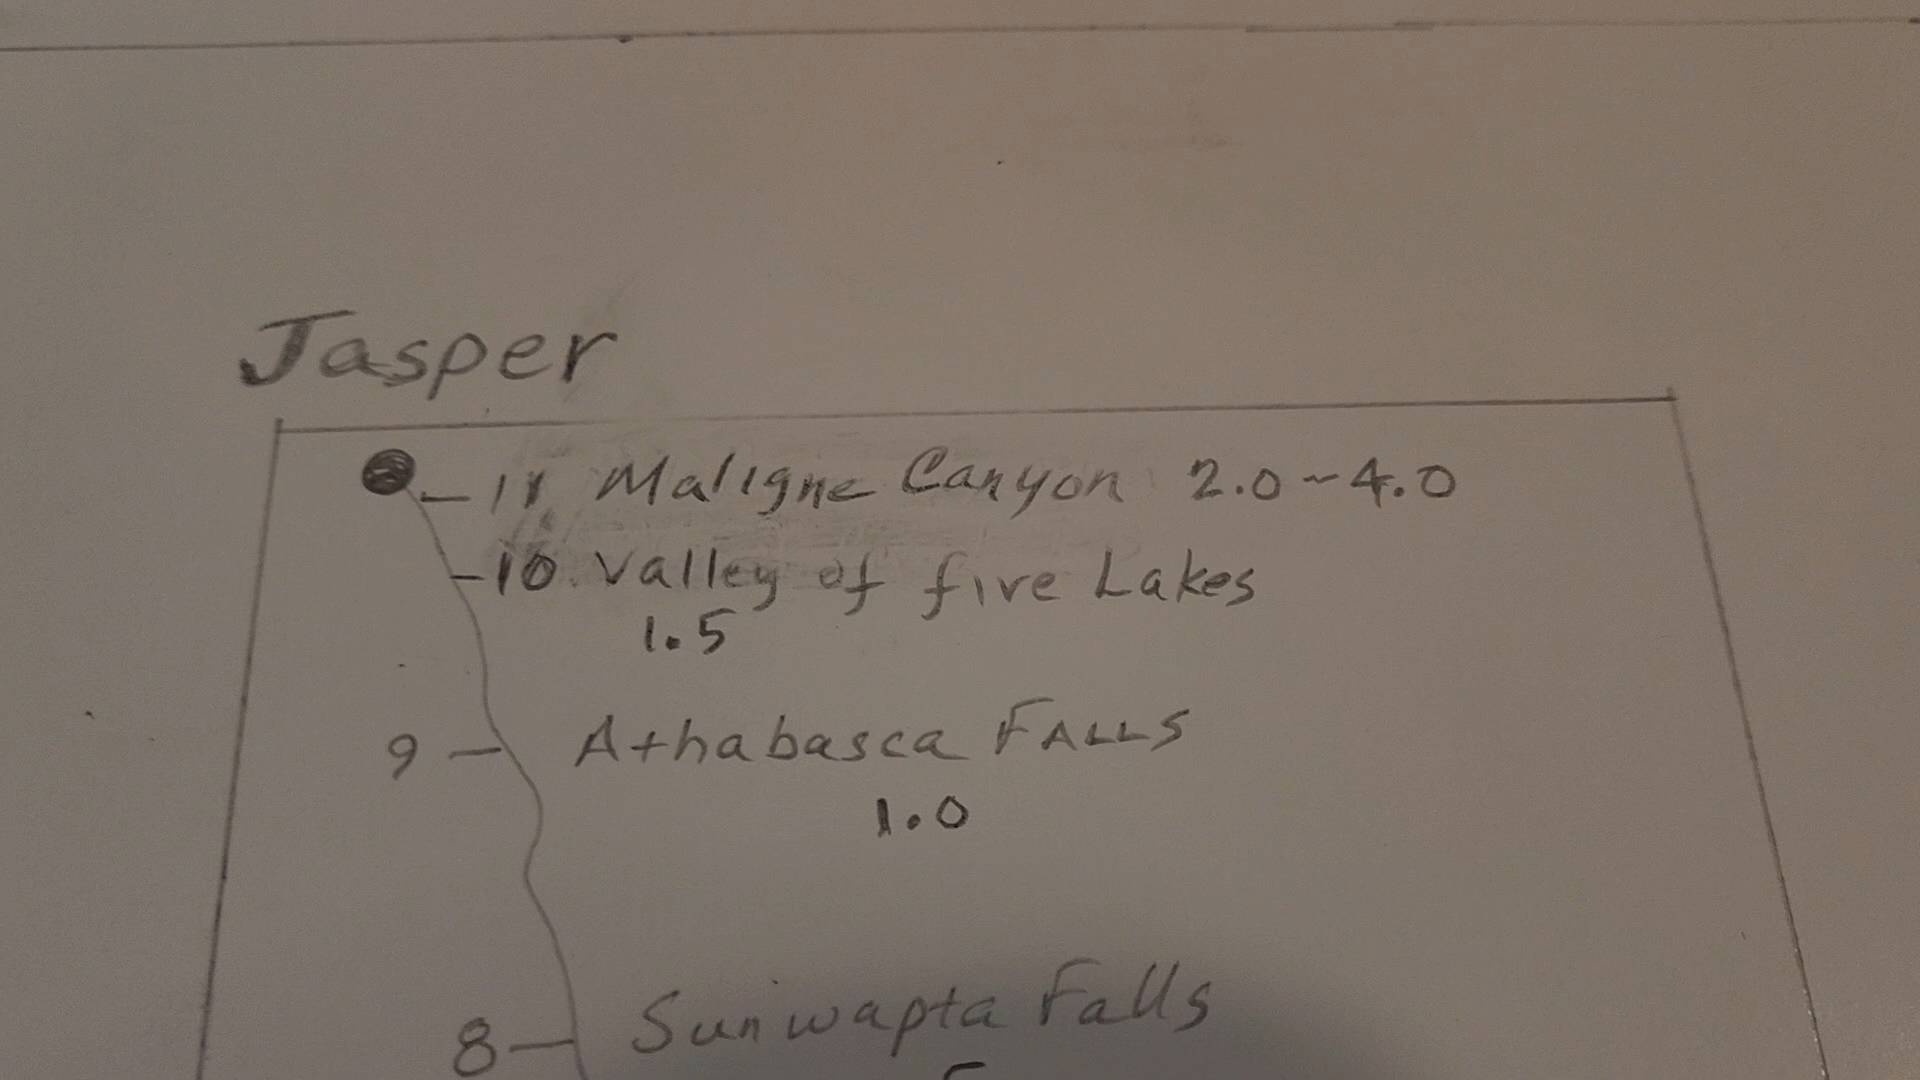 Jasper
-11 Maligne Canyon 2.0~4.0
-10. Valley of five Lakes
1.5
9 - Athabasca FALLS
1.0
8- Sunwapta Falls